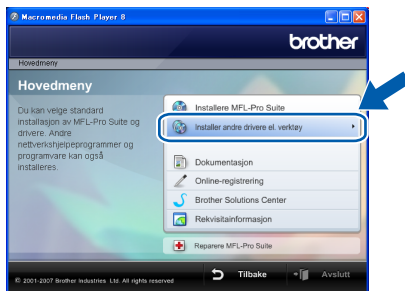 Macromedia Flash Player 8
brother
Hovedmeny
Hovedmeny
Du kan velge standard
installasjon av MFL-Pro Suite og
drivere. Andre
nettverkshjelpeprogrammer og
programvare kan også
installeres.
Installere MFL-Pro Suite
Installer andre drivere el. verktøy
Dokumentasjon
Online-registrering
Brother Solutions Center
Rekvisitainformasjon
Reparere MFL-Pro Suite
© 2001-2007 Brother Industries Ltd. All rights reserved
Tilbake
Avslutt